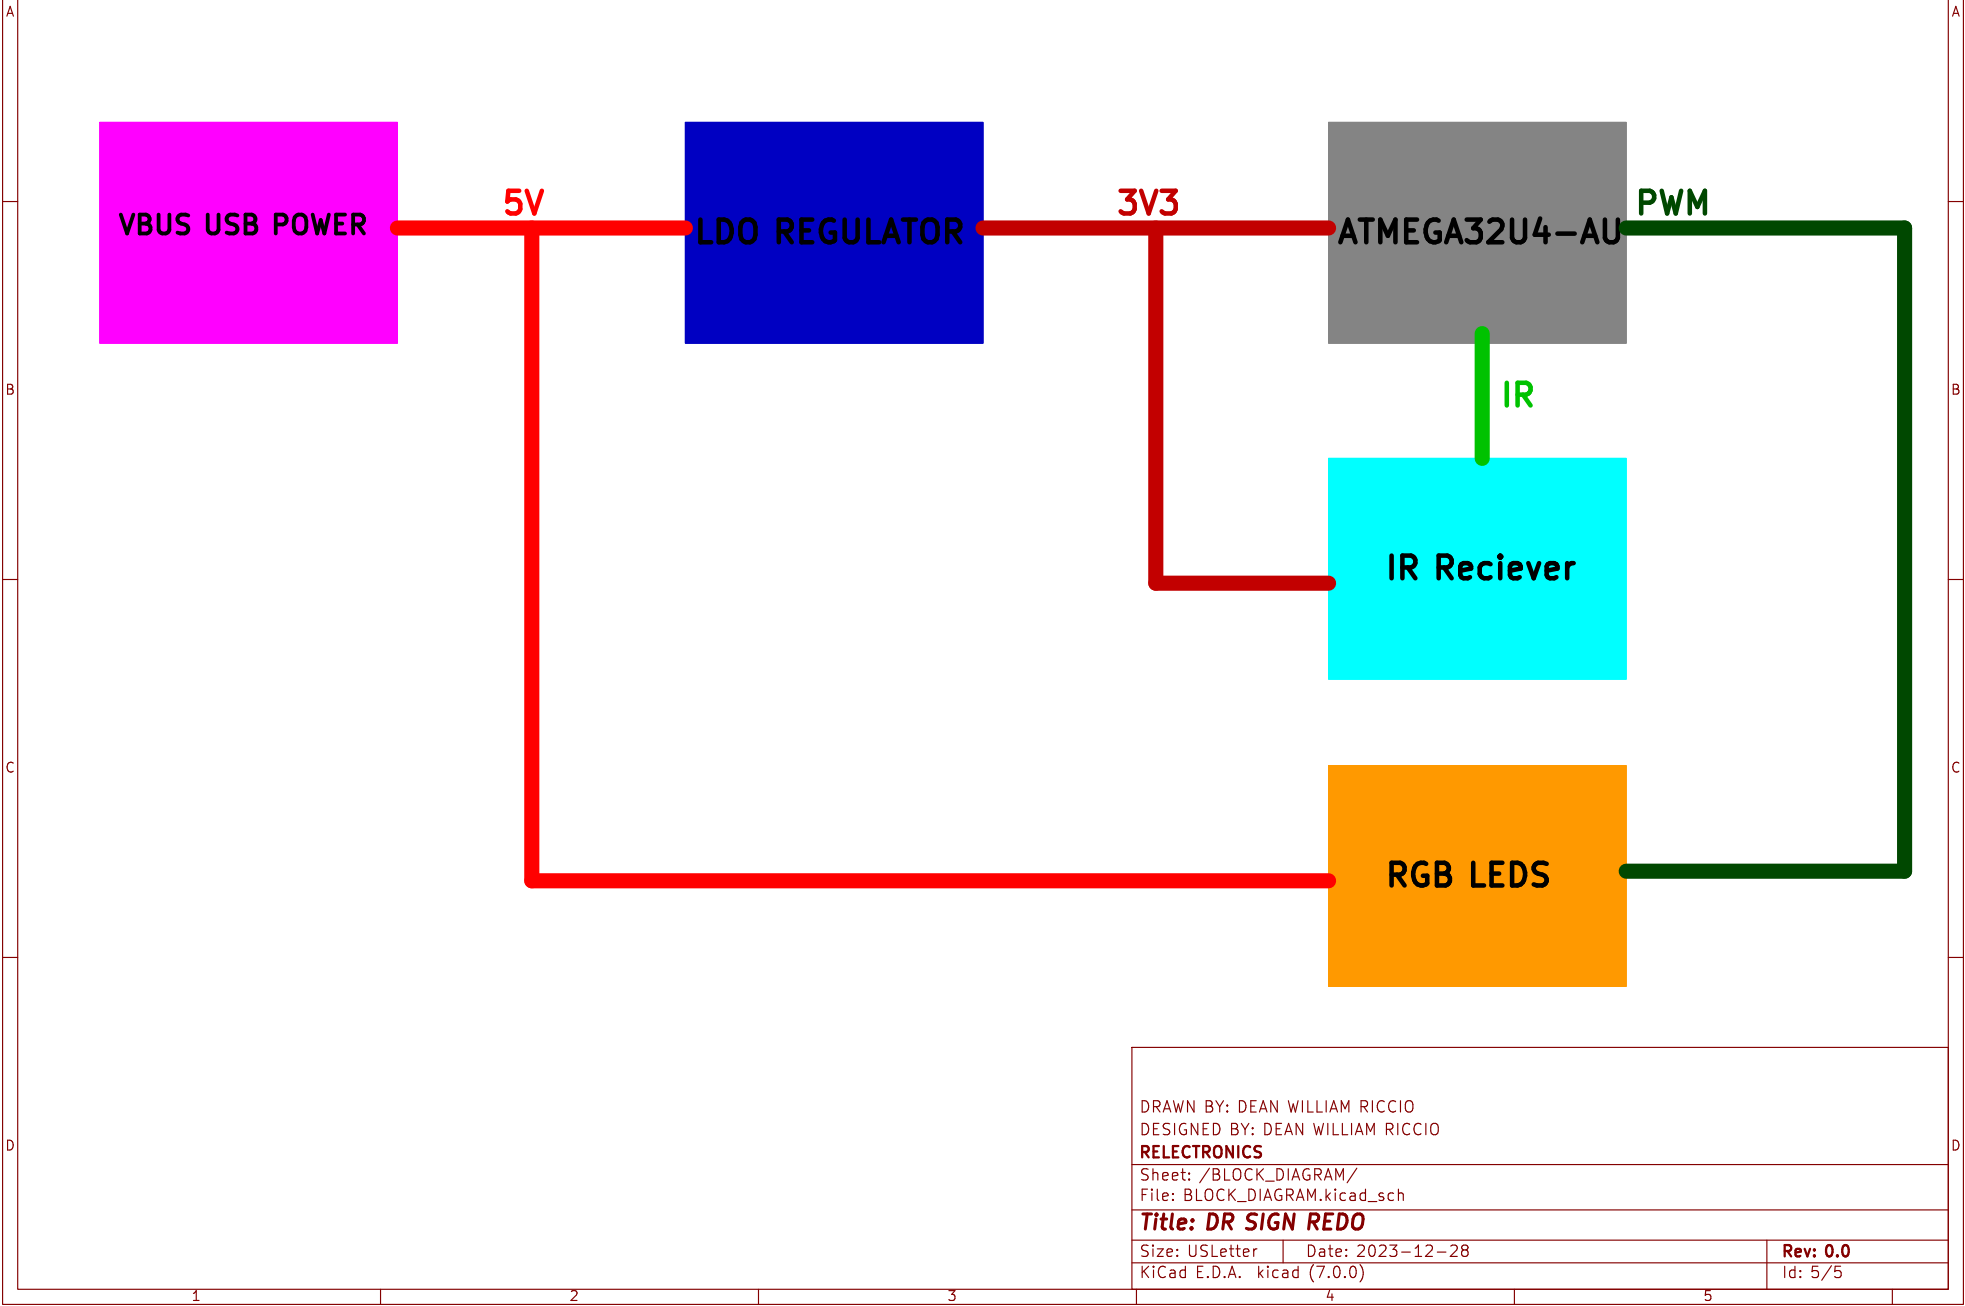 A
A
5V
3V3
PWM
VBUS USB POWER
LDO REGULATOR
ATMEGA32U4-AU
B
IR
B
IR Reciever
C
C
RGB LEDS
DRAWN BY: DEAN WILLIAM RICCIO
DESIGNED BY: DEAN WILLIAM RICCIO
D
RELECTRONICS
D
Sheet: /BLOCK_DIAGRAM/
File: BLOCK_DIAGRAM.kicad_sch
Title: DR SIGN REDO
Size: USLetter
Date: 2023-12-28
Rev: 0.0
KiCad E.D.A. kicad (7.0.0)
Id: 5/5
1
2
3
4
5